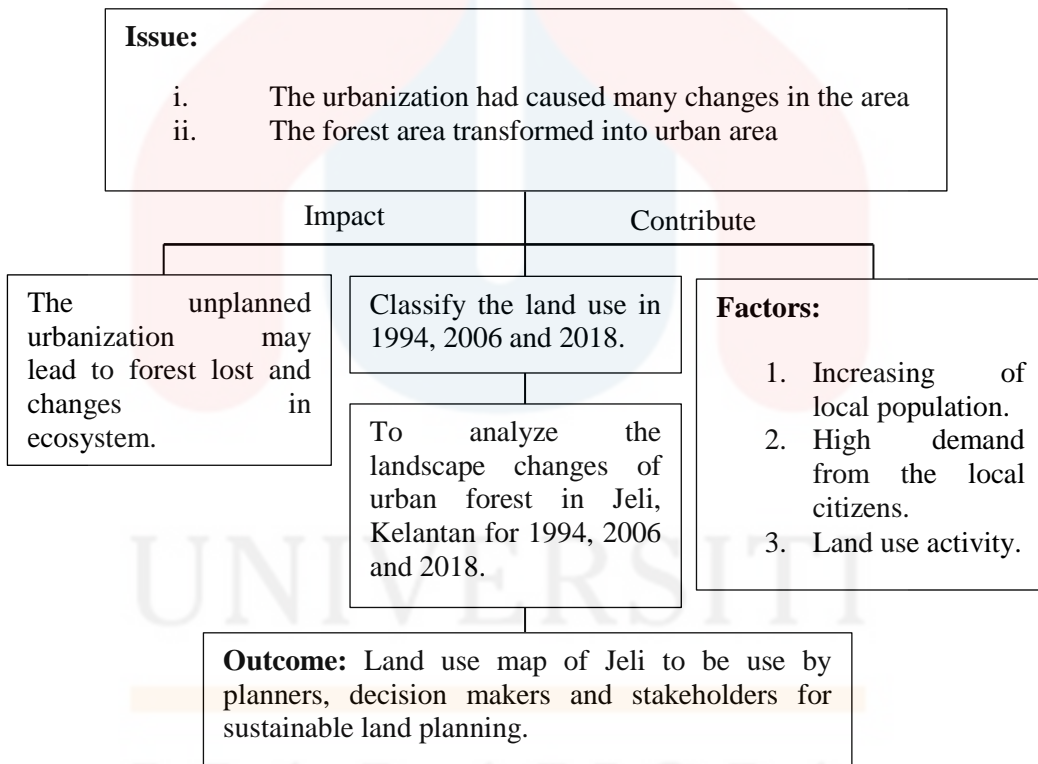 Issue:
i. The urbanization had caused many changes in the area
ii. The forest area transformed into urban area
Impact
Contribute
The unplanned
urbanization may
lead to forest lost and
changes in
ecosystem.
Classify the land use in
1994, 2006 and 2018.
To analyze the
landscape changes of
urban forest in Jeli,
Kelantan for 1994, 2006
and 2018.
Factors:
1. Increasing of
local population.
2. High demand
from the local
citizens.
3. Land use activity.
UNIVERSITI
Outcome: Land use map of Jeli to be use by
planners, decision makers and stakeholders for
sustainable land planning.